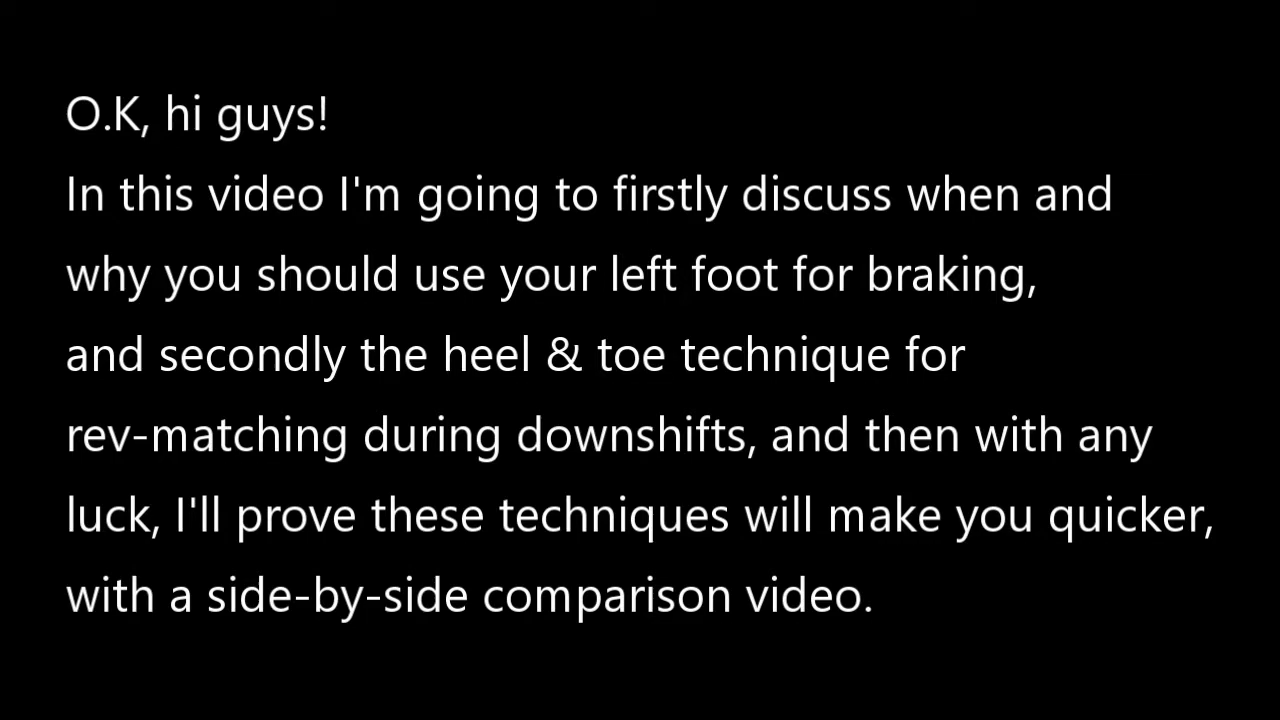 O.K, hi guys!
In this video I'm going to firstly discuss when and
why you should use your left foot for braking,
and secondly the heel & toe technique for
rev-matching during downshifts, and then with any
luck, I'll prove these techniques will make you quicker,
with a side-by-side comparison video.